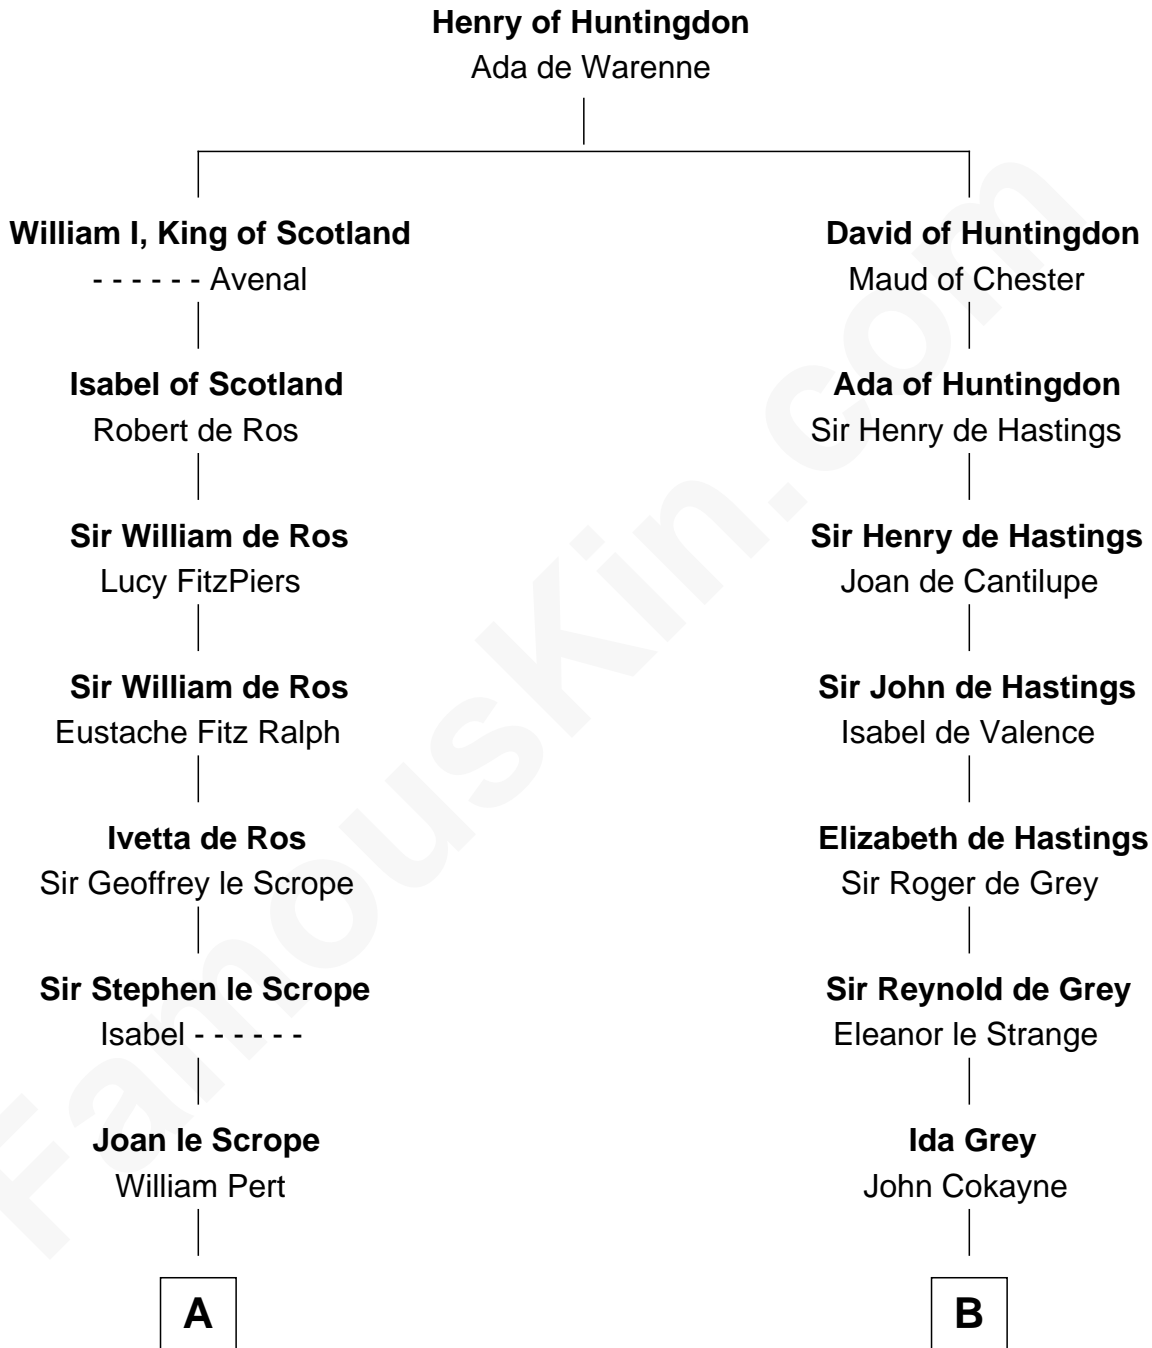 Henry of Huntingdon
Ada de Warenne
William I, King of Scotland
- - - - - - Avenal
David of Huntingdon
Maud of Chester
Isabel of Scotland
Robert de Ros
Ada of Huntingdon
Sir Henry de Hastings
Sir William de Ros
Lucy FitzPiers
Sir Henry de Hastings
Joan de Cantilupe
Sir William de Ros
Eustache Fitz Ralph
Sir John de Hastings
Isabel de Valence
Ivetta de Ros
Sir Geoffrey le Scrope
Elizabeth de Hastings
Sir Roger de Grey
Sir Stephen le Scrope
Isabel - - - - - -
Sir Reynold de Grey
Eleanor le Strange
Joan le Scrope
William Pert
Ida Grey
John Cokayne
A
B
FamousKin.com